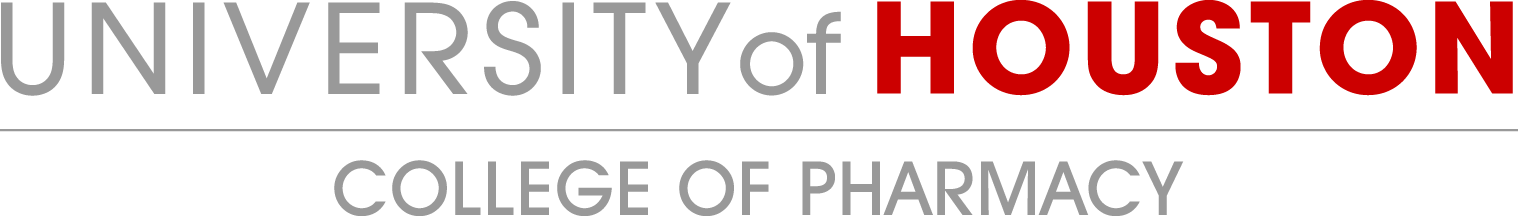 UNIVERSITY of HOUSTON
COLLEGE OF PHARMACY